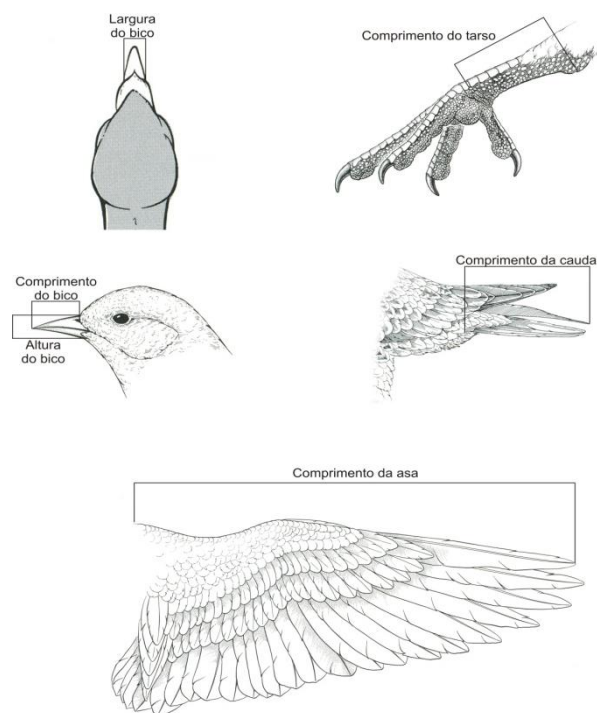 Largura
do bico
Comprimento do tarso
Comprimento
do bico
Altura
do bico
Comprimento da cauda
Comprimento da asa